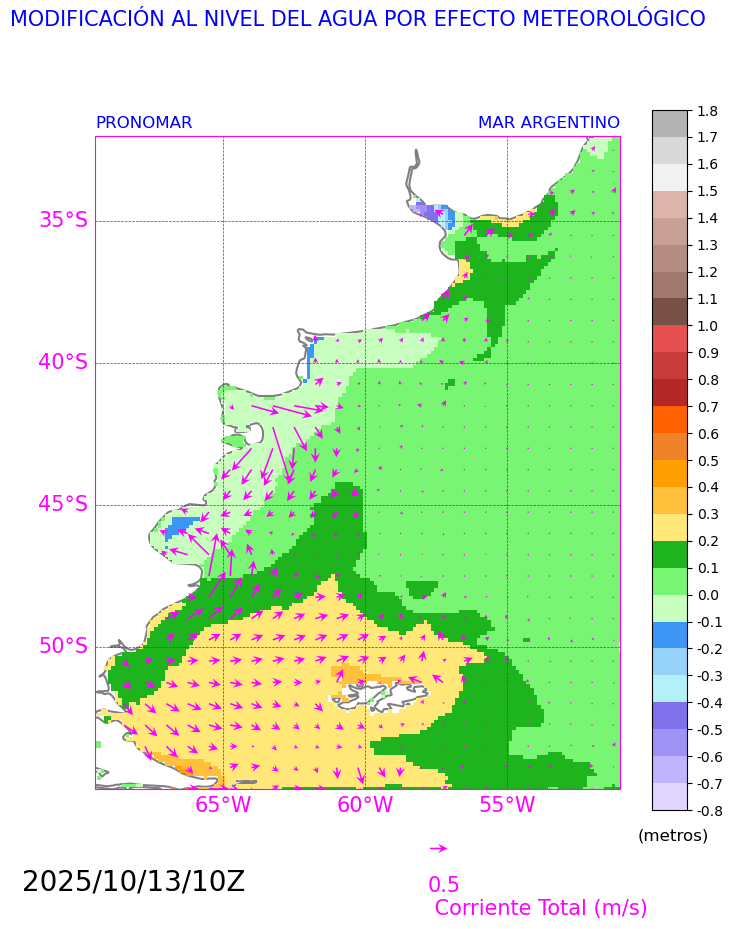 MODIFICACIÓN AL NIVEL DEL AGUA POR EFECTO METEOROLÓGICO
PRONOMAR
MAR ARGENTINO
35°S
40°S
45°S
50°S
65°W
60°W
55°W
1.8
1.7
1.6
1.5
1.4
1.3
1.2
1.1
1.0
0.9
0.8
0.7
0.6
0.5
0.4
0.3
0.2
0.1
0.0
-0.1
-0.2
-0.3
-0.4
-0.5
-0.6
-0.7
-0.8
(metros)
2025/10/13/10Z
0.5
Corriente Total (m/s)